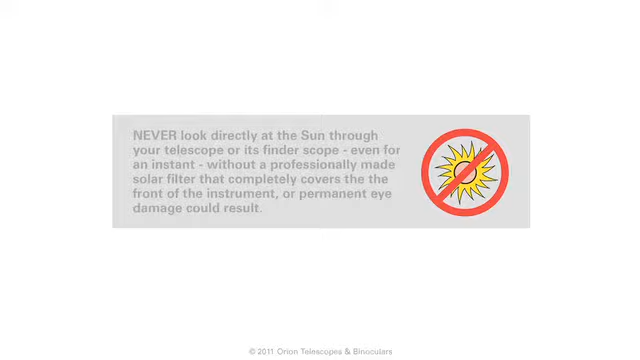 NEVER look directly at the Sun through
your telescope or its finder scope - even for
an instant - without a professionally made
solar filter that completely covers the the
front of the instrument, or permanent eye
damage could result.
© 2011 Orion Telescopes & Binoculars